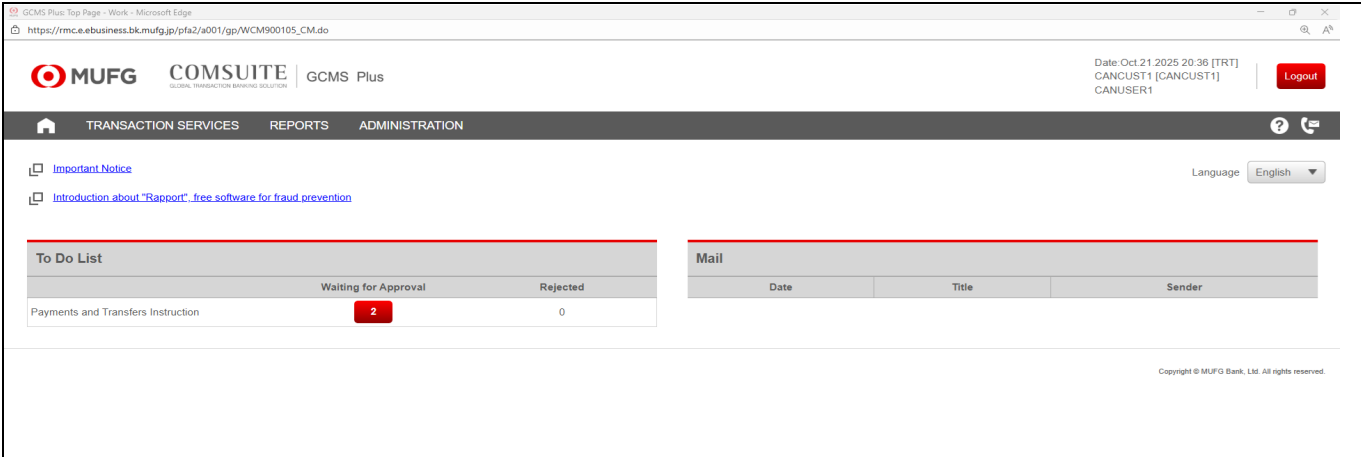 GCMS Plus: Top Page - Work - Microsoft Edge
https://rmc.e.ebusiness.bk.mufg.jp/pfa2/a001/gp/WCM900105_CM.do
MUFG COMSUITE GCMS Plus
GLOBAL TRANSACTION BANKING SOLUTION
Date:Oct.21.2025 20:36 [TRT]
CANCUST1 [CANCUST1]
CANUSER1
Logout
TRANSACTION SERVICES REPORTS ADMINISTRATION
Important Notice
Language English
Introduction about "Rapport", free software for fraud prevention
To Do List
Waiting for Approval Rejected
Payments and Transfers Instruction 2 0
Mail
Date Title Sender
Copyright © MUFG Bank, Ltd. All rights reserved.